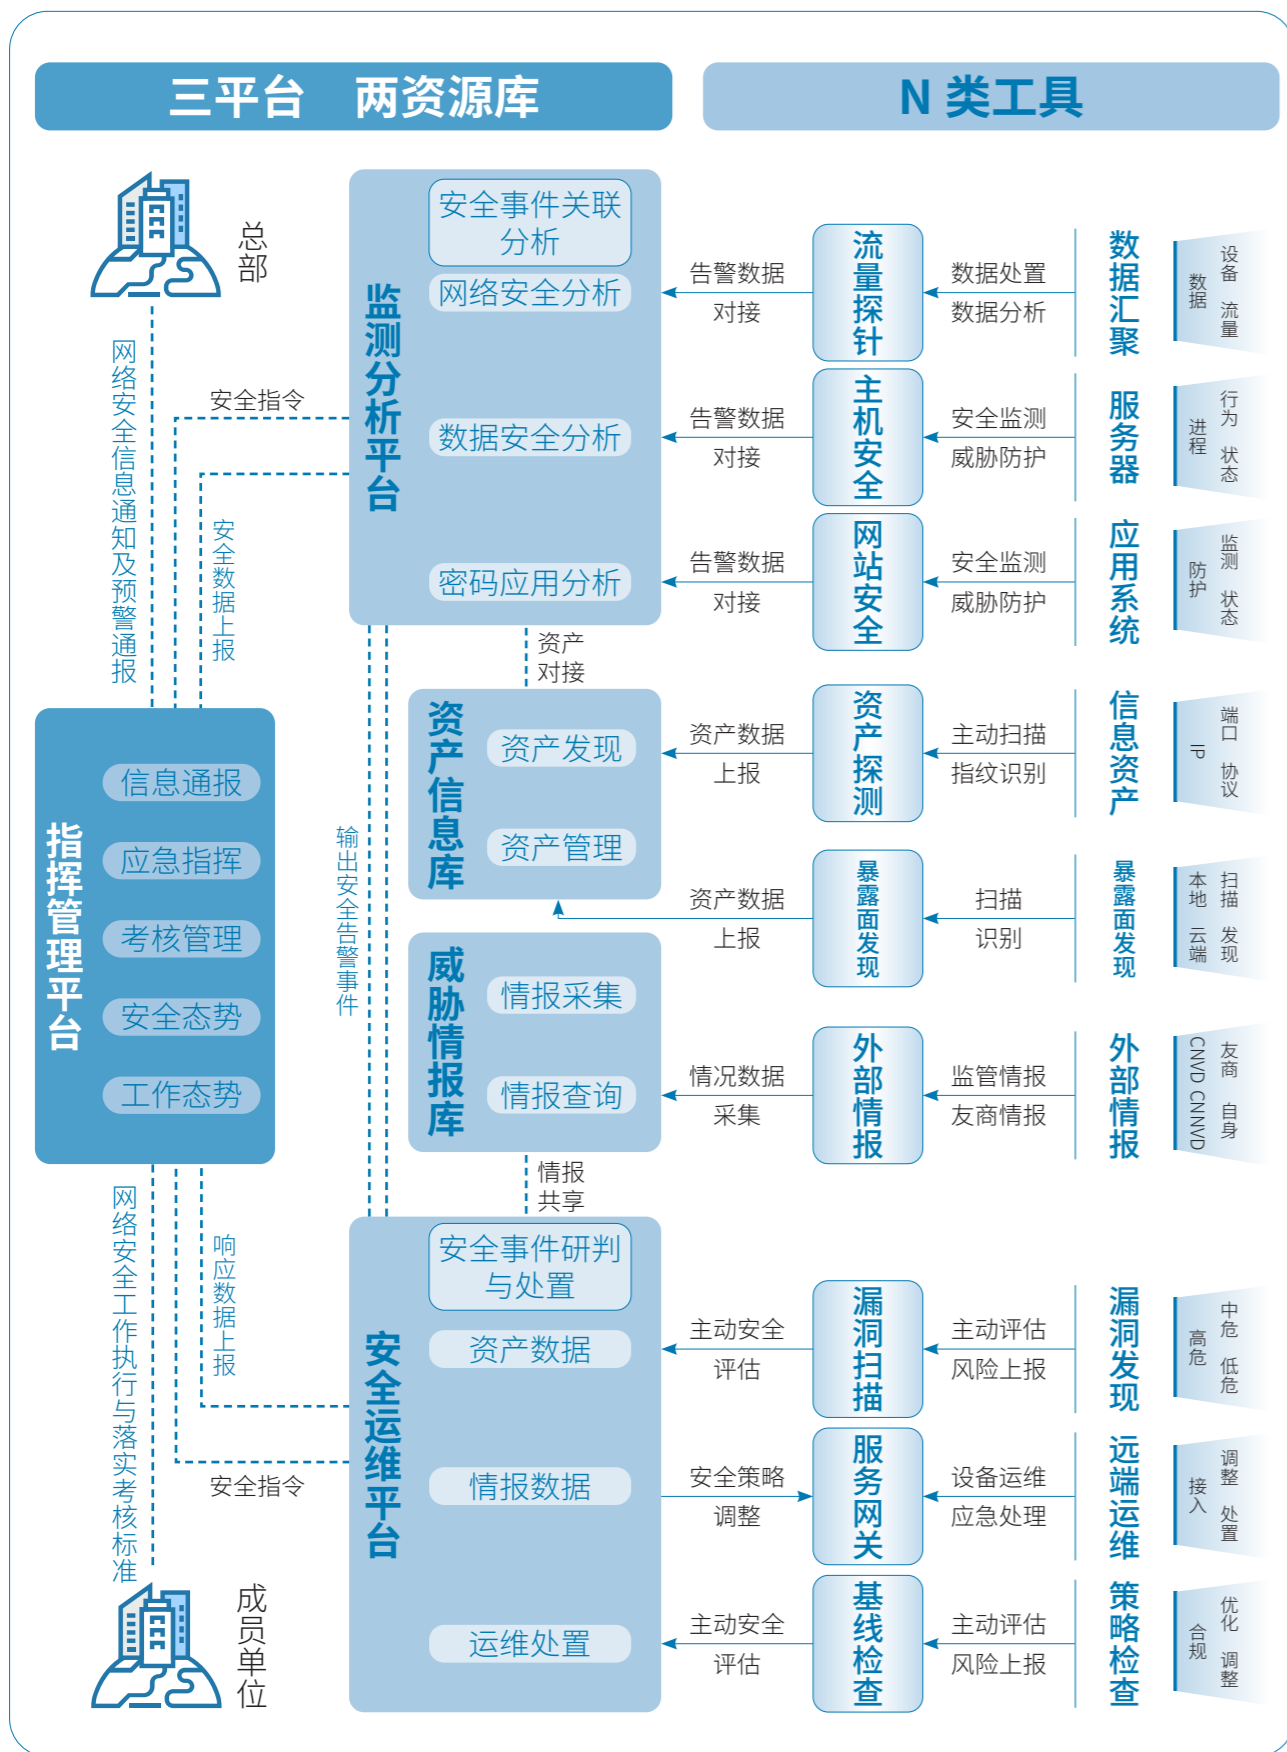 三平台 两资源库
N 类工具
总部
网络安全信息通知及预警通报
安全指令
安全数据上报
指挥管理平台
信息通报
应急指挥
考核管理
安全态势
工作态势
网络安全工作执行与落实考核标准
响应数据上报
安全指令
成员单位
输出安全告警事件
监测分析平台
安全事件关联
分析
网络安全分析
数据安全分析
密码应用分析
资产
对接
资产信息库
资产发现
资产管理
威胁情报库
情报采集
情报查询
情报
共享
安全运维平台
安全事件研判
与处置
资产数据
情报数据
运维处置
告警数据
对接
流量探针
数据处置
数据分析
数据汇聚
设备 流量
数据
告警数据
对接
主机安全
安全监测
威胁防护
服务器
行为 状态
进程
告警数据
对接
网站安全
安全监测
威胁防护
应用系统
监测 状态
防护
资产数据
上报
资产探测
主动扫描
指纹识别
信息资产
端口 协议
IP
资产数据
上报
暴露面发现
扫描
识别
暴露面发现
扫描 发现
本地 云端
情况数据
采集
外部情报
监管情报
友商情报
外部情报
友商 自身
CNVD CNNVD
主动安全
评估
漏洞扫描
主动评估
风险上报
漏洞发现
中危 低危
高危
安全策略
调整
服务网关
设备运维
应急处理
远端运维
调整 处置
接入
主动安全
评估
基线检查
主动评估
风险上报
策略检查
优化 调整
合规